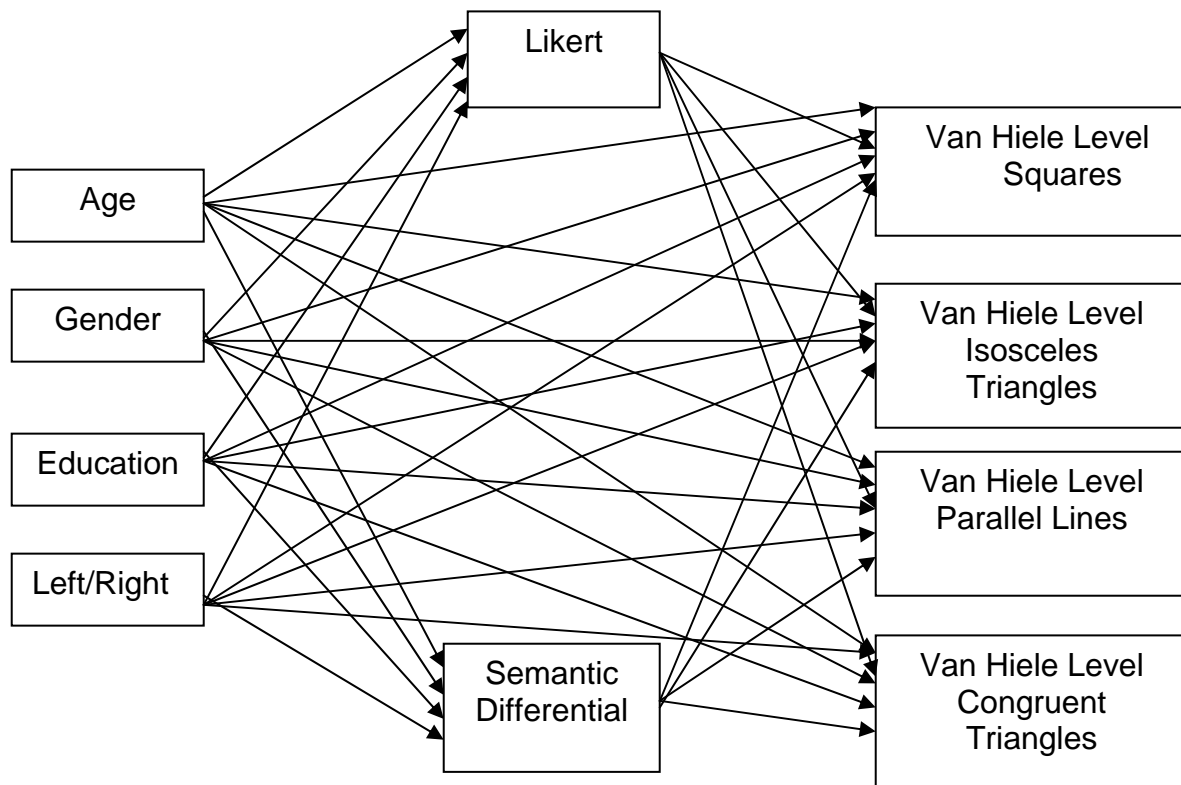 Likert
Van Hiele Level
Squares
Age
Gender
Van Hiele Level
Isosceles
Triangles
Education
Van Hiele Level
Parallel Lines
Left/Right
Semantic
Differential
Van Hiele Level
Congruent
Triangles